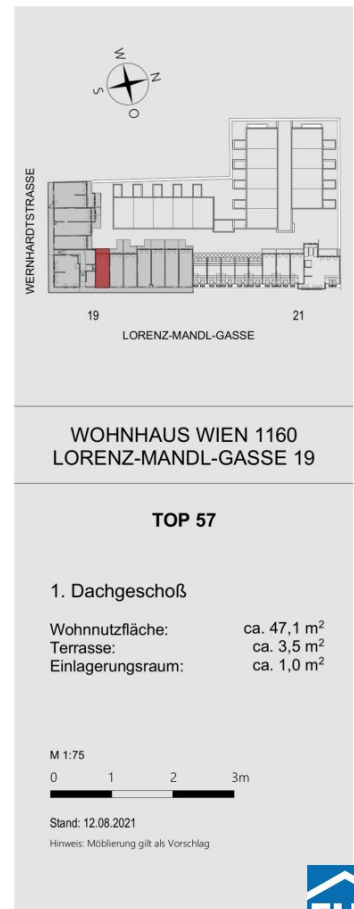 W
N
S
O
WERNHARDTSTRASSE
19
21
LORENZ-MANDL-GASSE
WOHNHAUS WIEN 1160
LORENZ-MANDL-GASSE 19
TOP 57
1. Dachgeschoß
Wohnnutzfläche: ca. 47,1 m²
Terrasse: ca. 3,5 m²
Einlagerungsraum: ca. 1,0 m²
M 1:75
0 1 2 3m
Stand: 12.08.2021
Hinweis: Möblierung gilt als Vorschlag